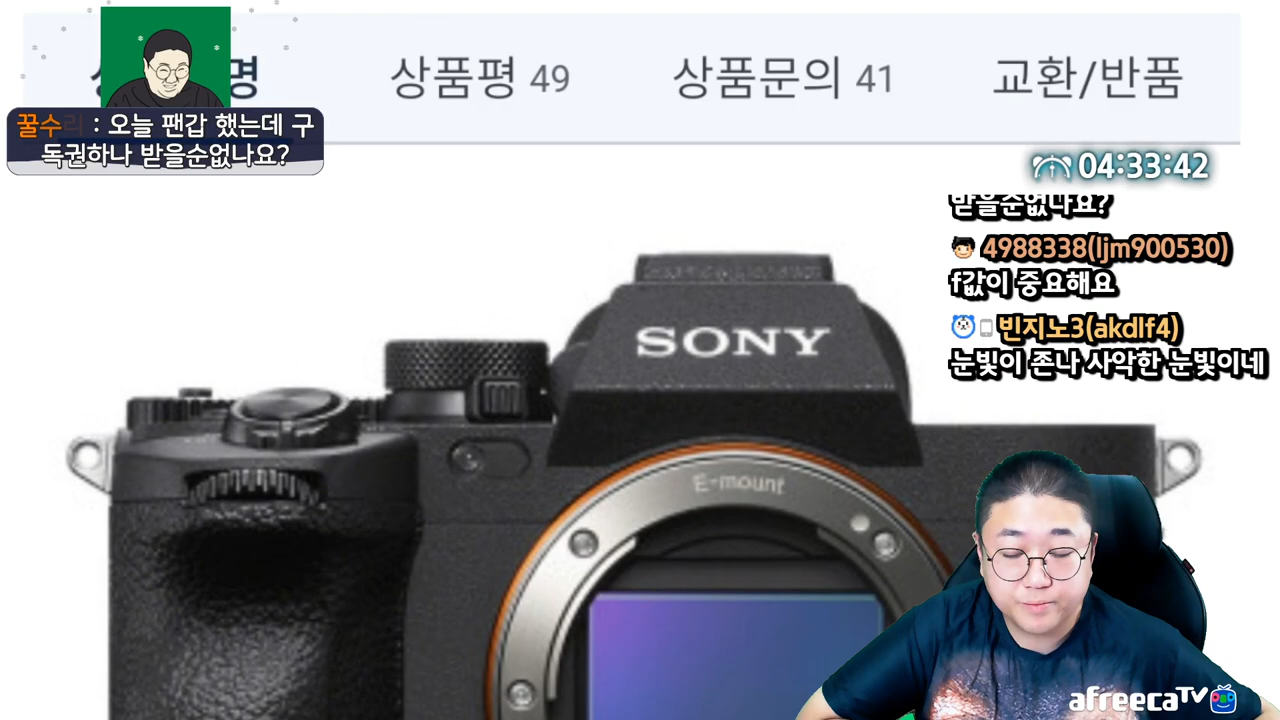 명
상품평 49
상품문의 41
교환/반품
꿀수리 : 오늘 팬갑 했는데 구
독권하나 받을순없나요?
04:33:42
받을순없나요?
4988338(ljm900530)
f값이 중요해요
빈지노3(akdlf4)
눈빛이 존나 사악한 눈빛이네
SONY
E-mount
afreecaTV